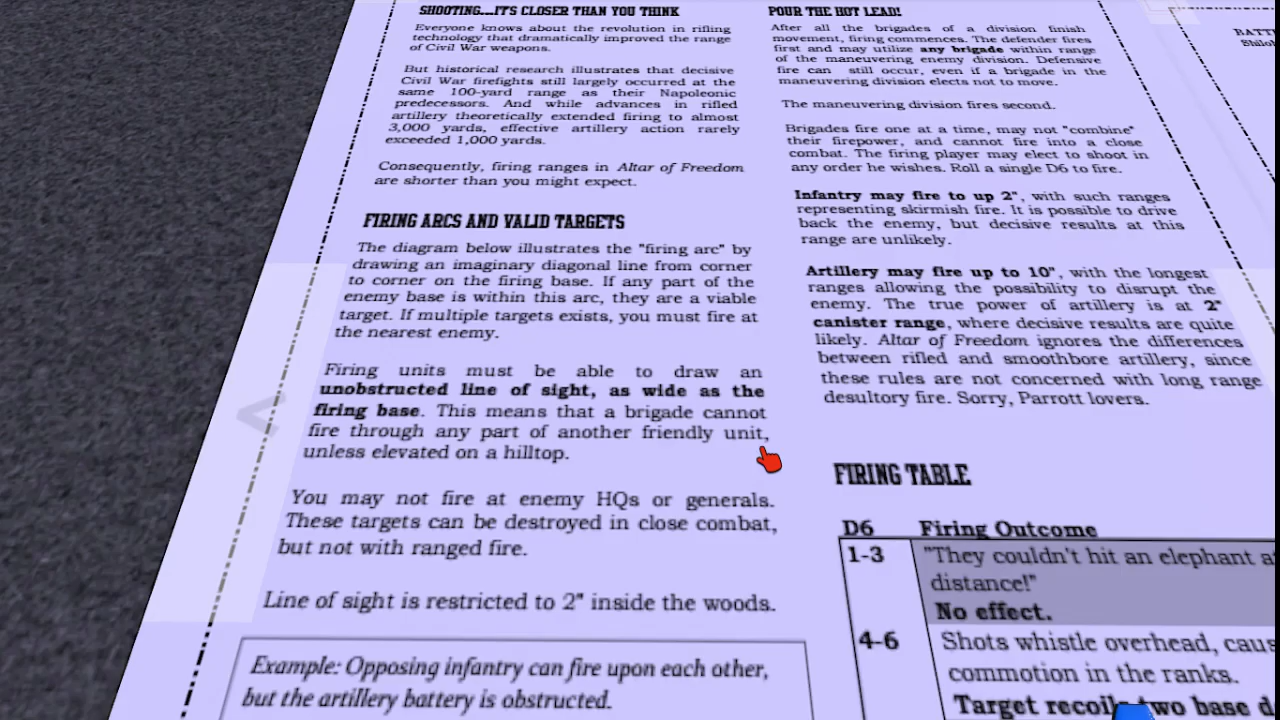 SHOOTING...IT'S CLOSER THAN YOU THINK
Everyone knows about the revolution in rifling
technology that dramatically improved the range
of Civil War weapons.
But historical research illustrates that decisive
Civil War firefights still largely occurred at the
same 100-yard range as their Napoleonic
predecessors. And while advances in rifled
artillery theoretically extended firing to almost
3,000 yards, effective artillery action rarely
exceeded 1,000 yards.
Consequently, firing ranges in Altar of Freedom
are shorter than you might expect.
FIRING ARCS AND VALID TARGETS
The diagram below illustrates the "firing arc" by
drawing an imaginary diagonal line from corner
to corner on the firing base. If any part of the
enemy base is within this arc, they are a viable
target. If multiple targets exists, you must fire at
the nearest enemy.
Firing units must be able to draw an
unobstructed line of sight, as wide as the
firing base. This means that a brigade cannot
fire through any part of another friendly unit,
unless elevated on a hilltop.
You may not fire at enemy HQs or generals.
These targets can be destroyed in close combat,
but not with ranged fire.
Line of sight is restricted to 2" inside the woods.
Example: Opposing infantry can fire upon each other,
but the artillery battery is obstructed.
POUR THE HOT LEAD!
After all the brigades of a division finish
movement, firing commences. The defender fires
first and may utilize any brigade within range
of the maneuvering enemy division. Defensive
fire can still occur, even if a brigade in the
maneuvering division elects not to move.
The maneuvering division fires second.
Brigades fire one at a time, may not "combine"
their firepower, and cannot fire into a close
combat. The firing player may elect to shoot in
any order he wishes. Roll a single D6 to fire.
Infantry may fire to up 2", with such ranges
representing skirmish fire. It is possible to drive
back the enemy, but decisive results at this
range are unlikely.
Artillery may fire up to 10", with the longest
ranges allowing the possibility to disrupt the
enemy. The true power of artillery is at 2"
canister range, where decisive results are quite
likely. Altar of Freedom ignores the differences
between rifled and smoothbore artillery, since
these rules are not concerned with long range
desultory fire. Sorry, Parrott lovers.
FIRING TABLE
D6 Firing Outcome
1-3 "They couldn't hit an elephant
distance!"
No effect.
4-6 Shots whistle overhead,
commotion in the ranks.
Target recoils two base